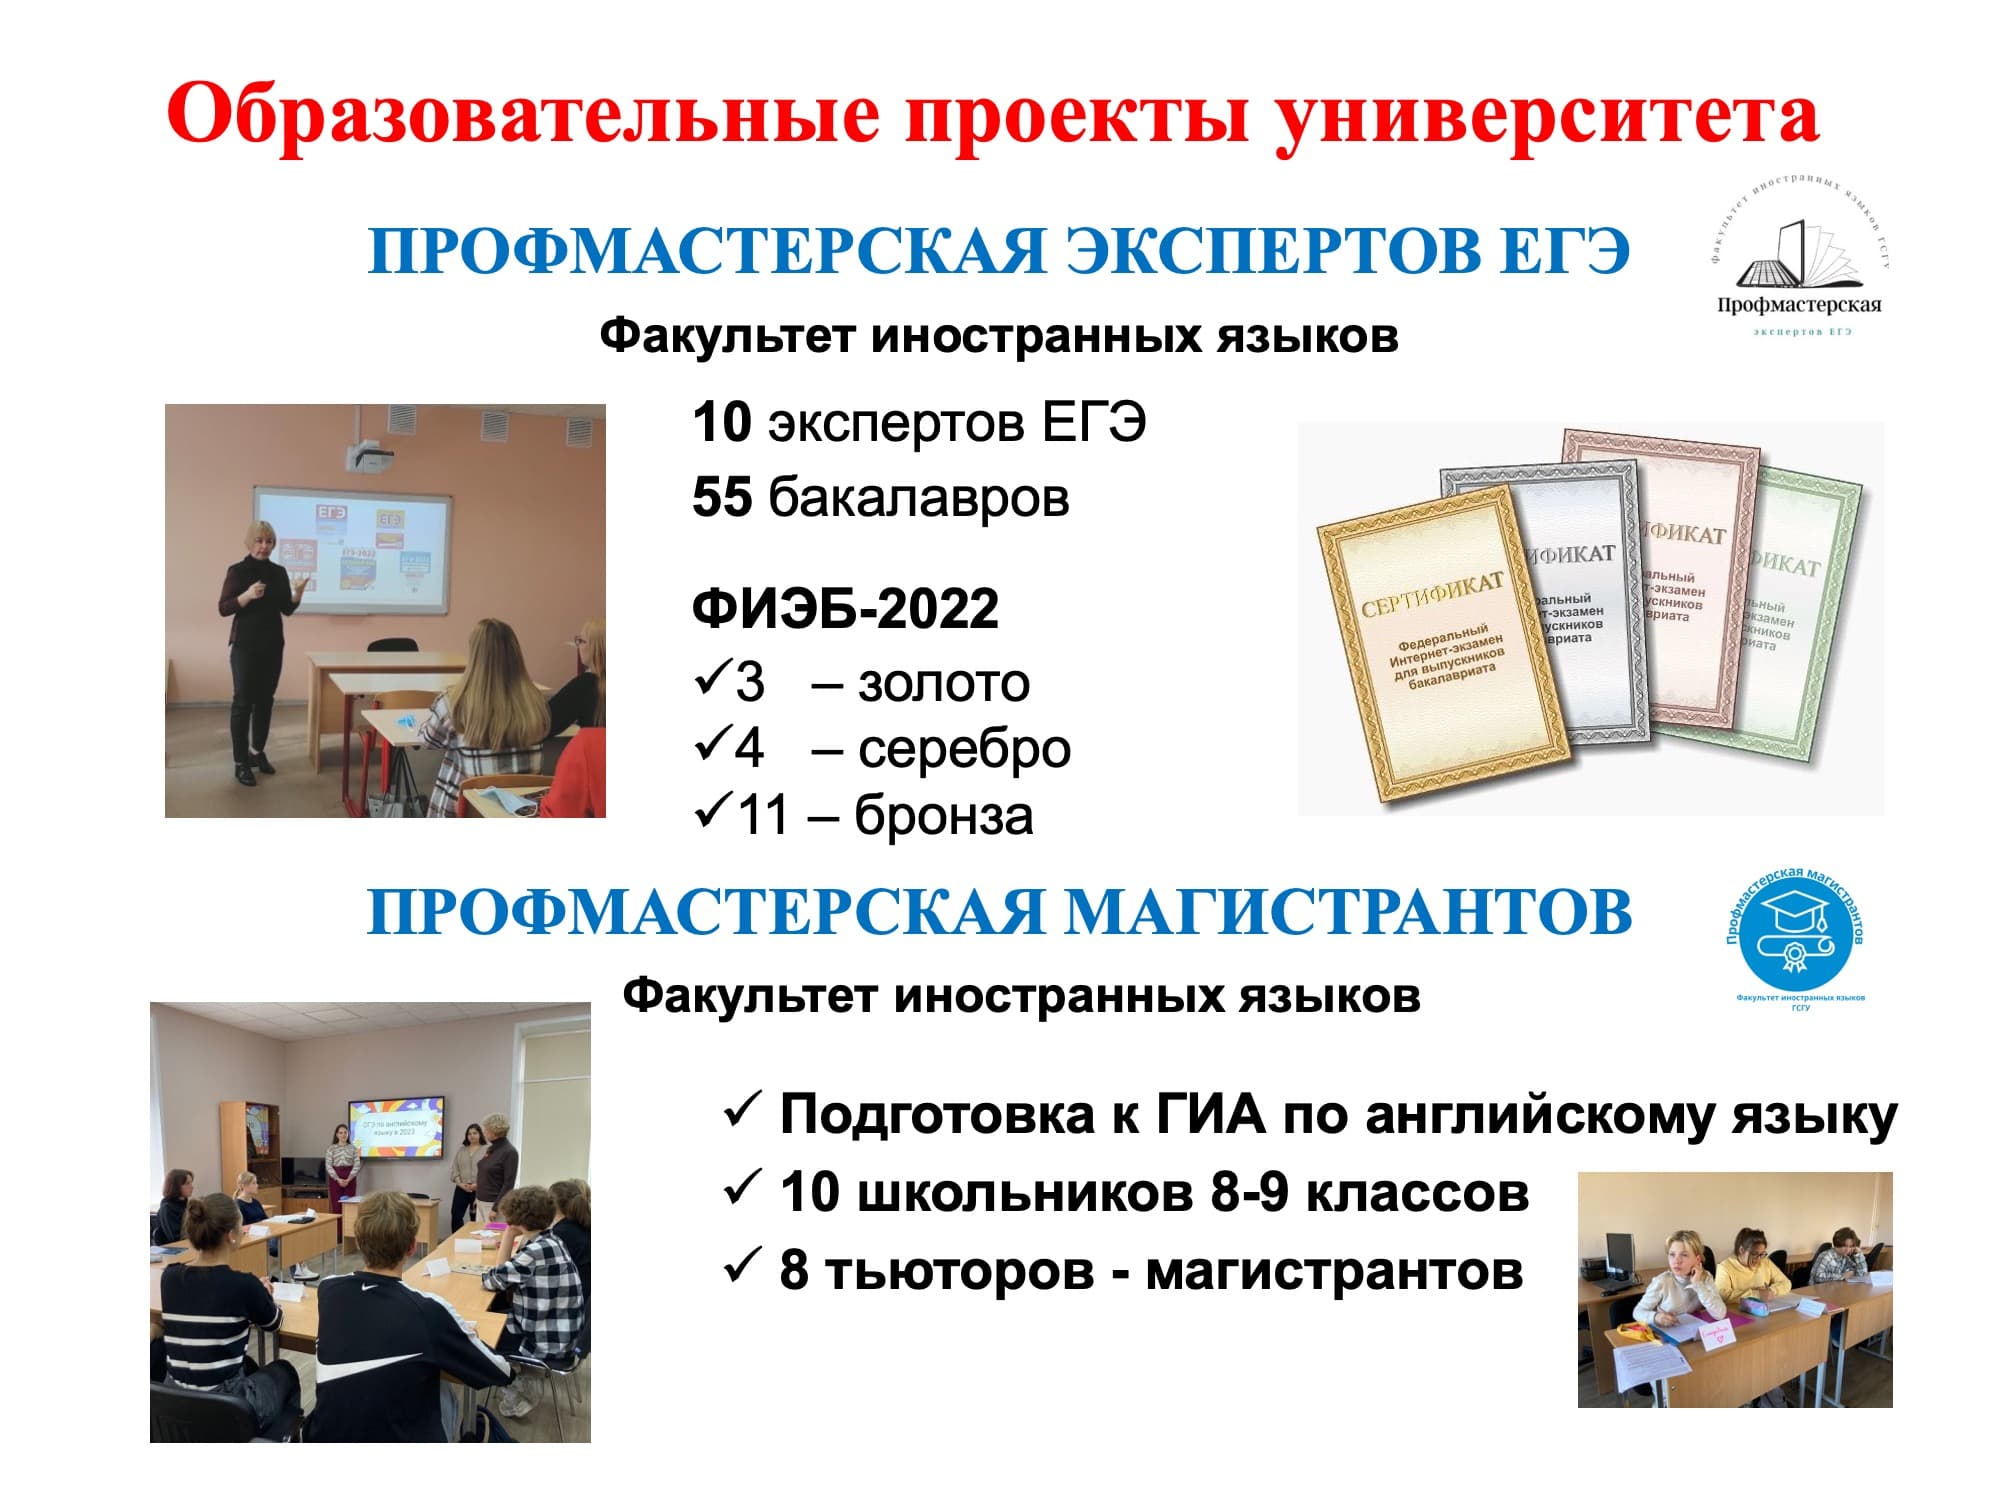 Образовательные проекты университета
ПРОФМАСТЕРСКАЯ ЭКСПЕРТОВ ЕГЭ
Факультет иностранных языков ГСГУ
Профмастерская
экспертов ЕГЭ
Факультет иностранных языков
10 экспертов ЕГЭ
55 бакалавров
ФИЭБ-2022
✓3 – золото
✓4 – серебро
✓11 – бронза
ЕГЭ
ЕГЭ
ЕГЭ-2022
СЕРТИФИКАТ
Федеральный
Интернет-экзамен
для выпускников
бакалавриата
ИФИКАТ
альный
т-экзамен
ускников
вриата
ИФИКАТ
альный
т-экзамен
ускников
вриата
ФИКАТ
льный
экзамен
скников
риата
ПРОФМАСТЕРСКАЯ МАГИСТРАНТОВ
Профмастерская магистрантов
Факультет иностранных языков
ГСГУ
Факультет иностранных языков
ОГЭ по английскому
языку в 2023
✓ Подготовка к ГИА по английскому языку
✓ 10 школьников 8-9 классов
✓ 8 тьюторов - магистрантов